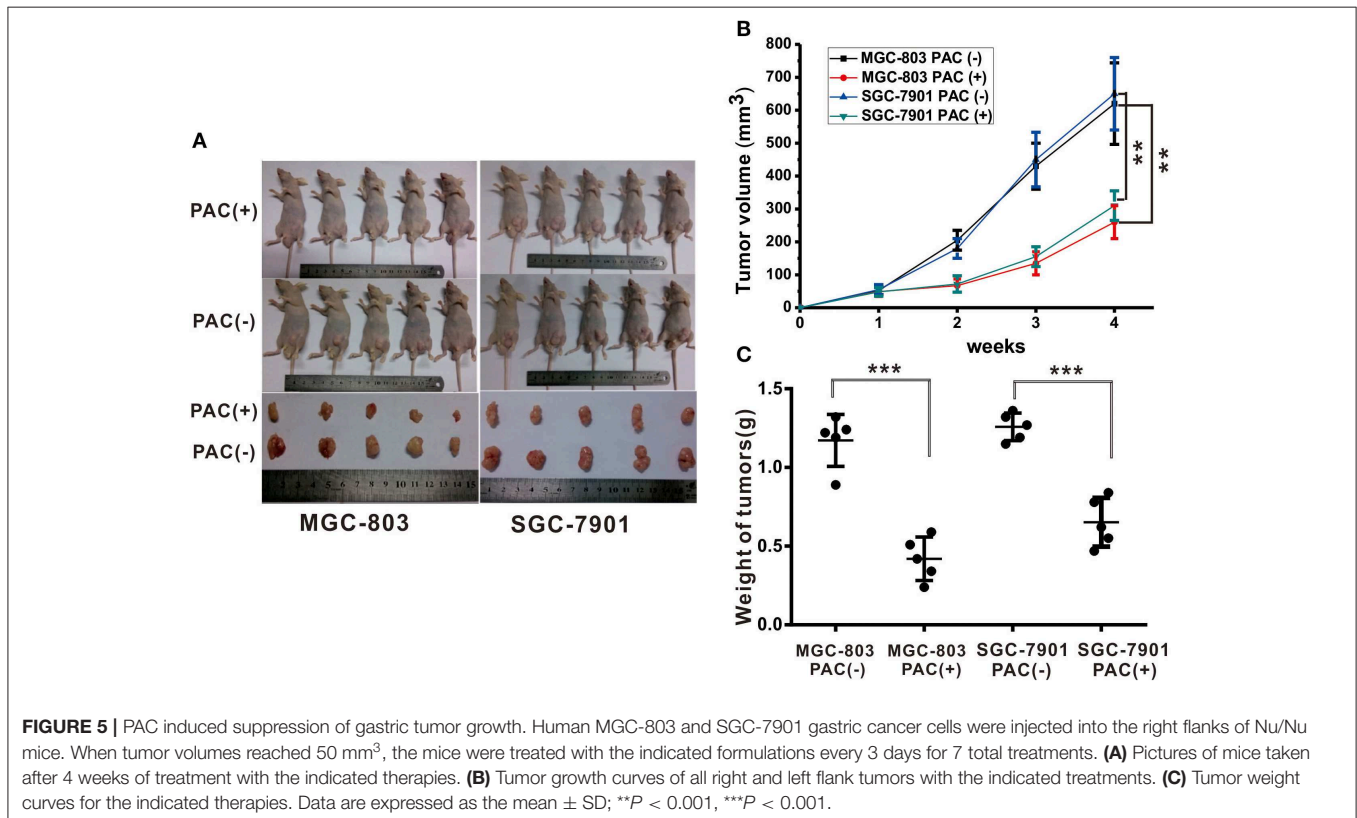 A
PAC(+)
PAC(-)
PAC(+)
PAC(-)
MGC-803
SGC-7901
B
Tumor volume (mm³)
800
700
600
500
400
300
200
100
0
MGC-803 PAC (-)
MGC-803 PAC (+)
SGC-7901 PAC (-)
SGC-7901 PAC (+)
**
**
0 1 2 3 4
weeks
C
Weight of tumors(g)
1.5
1.0
0.5
0.0
***
***
MGC-803 MGC-803 SGC-7901 SGC-7901
PAC(-) PAC(+) PAC(-) PAC(+)
FIGURE 5 | PAC induced suppression of gastric tumor growth. Human MGC-803 and SGC-7901 gastric cancer cells were injected into the right flanks of Nu/Nu
mice. When tumor volumes reached 50 mm³, the mice were treated with the indicated formulations every 3 days for 7 total treatments. (A) Pictures of mice taken
after 4 weeks of treatment with the indicated therapies. (B) Tumor growth curves of all right and left flank tumors with the indicated treatments. (C) Tumor weight
curves for the indicated therapies. Data are expressed as the mean ± SD; **P < 0.001, ***P < 0.001.